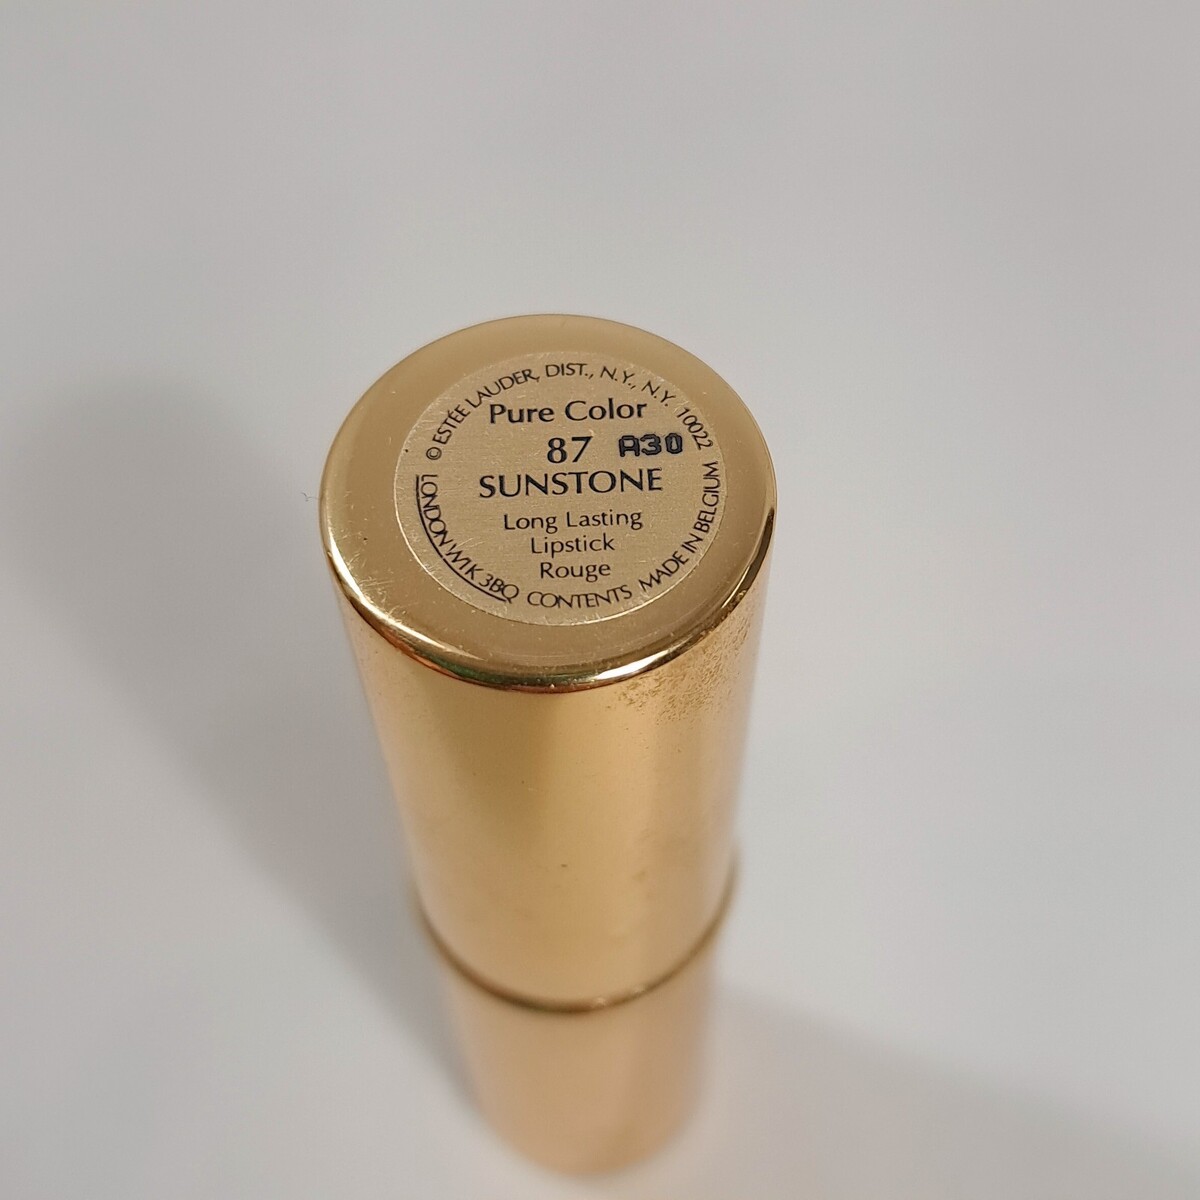 © ESTÉE LAUDER, DIST., N.Y., N.Y. 10022
Pure Color
87 A30
SUNSTONE
Long Lasting
Lipstick
Rouge
LONDON W1K 3BQ CONTENTS MADE IN BELGIUM